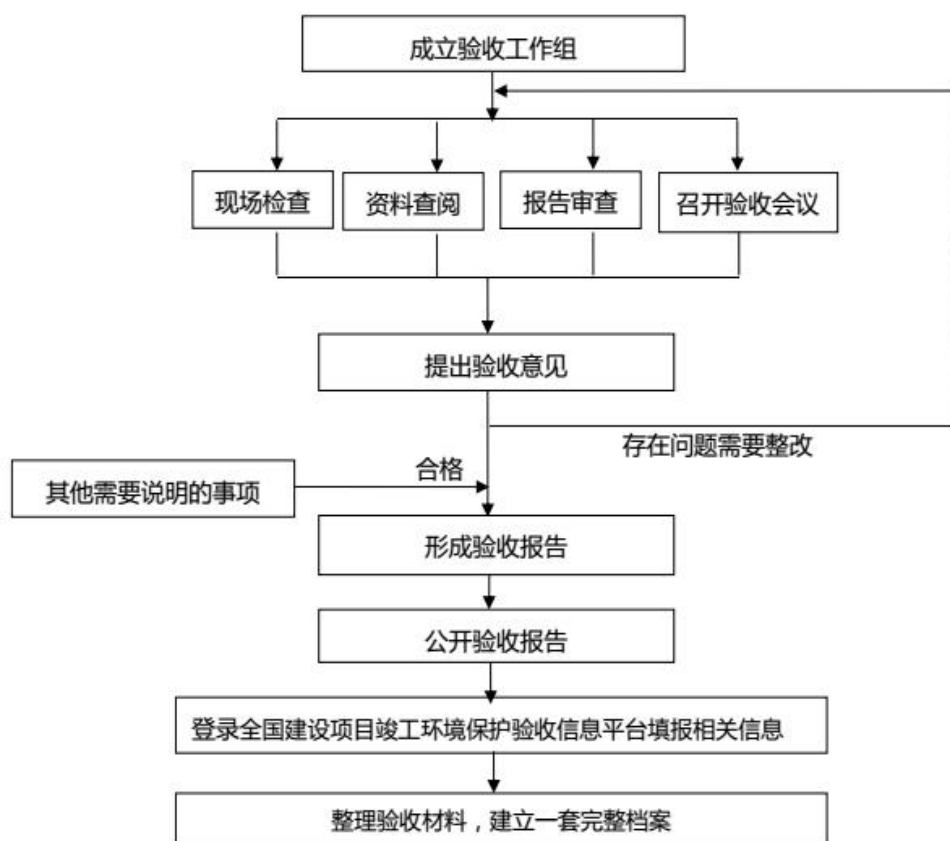 成立验收工作组
现场检查
资料查阅
报告审查
召开验收会议
提出验收意见
存在问题需要整改
合格
其他需要说明的事项
形成验收报告
公开验收报告
登录全国建设项目竣工环境保护验收信息平台填报相关信息
整理验收材料，建立一套完整档案